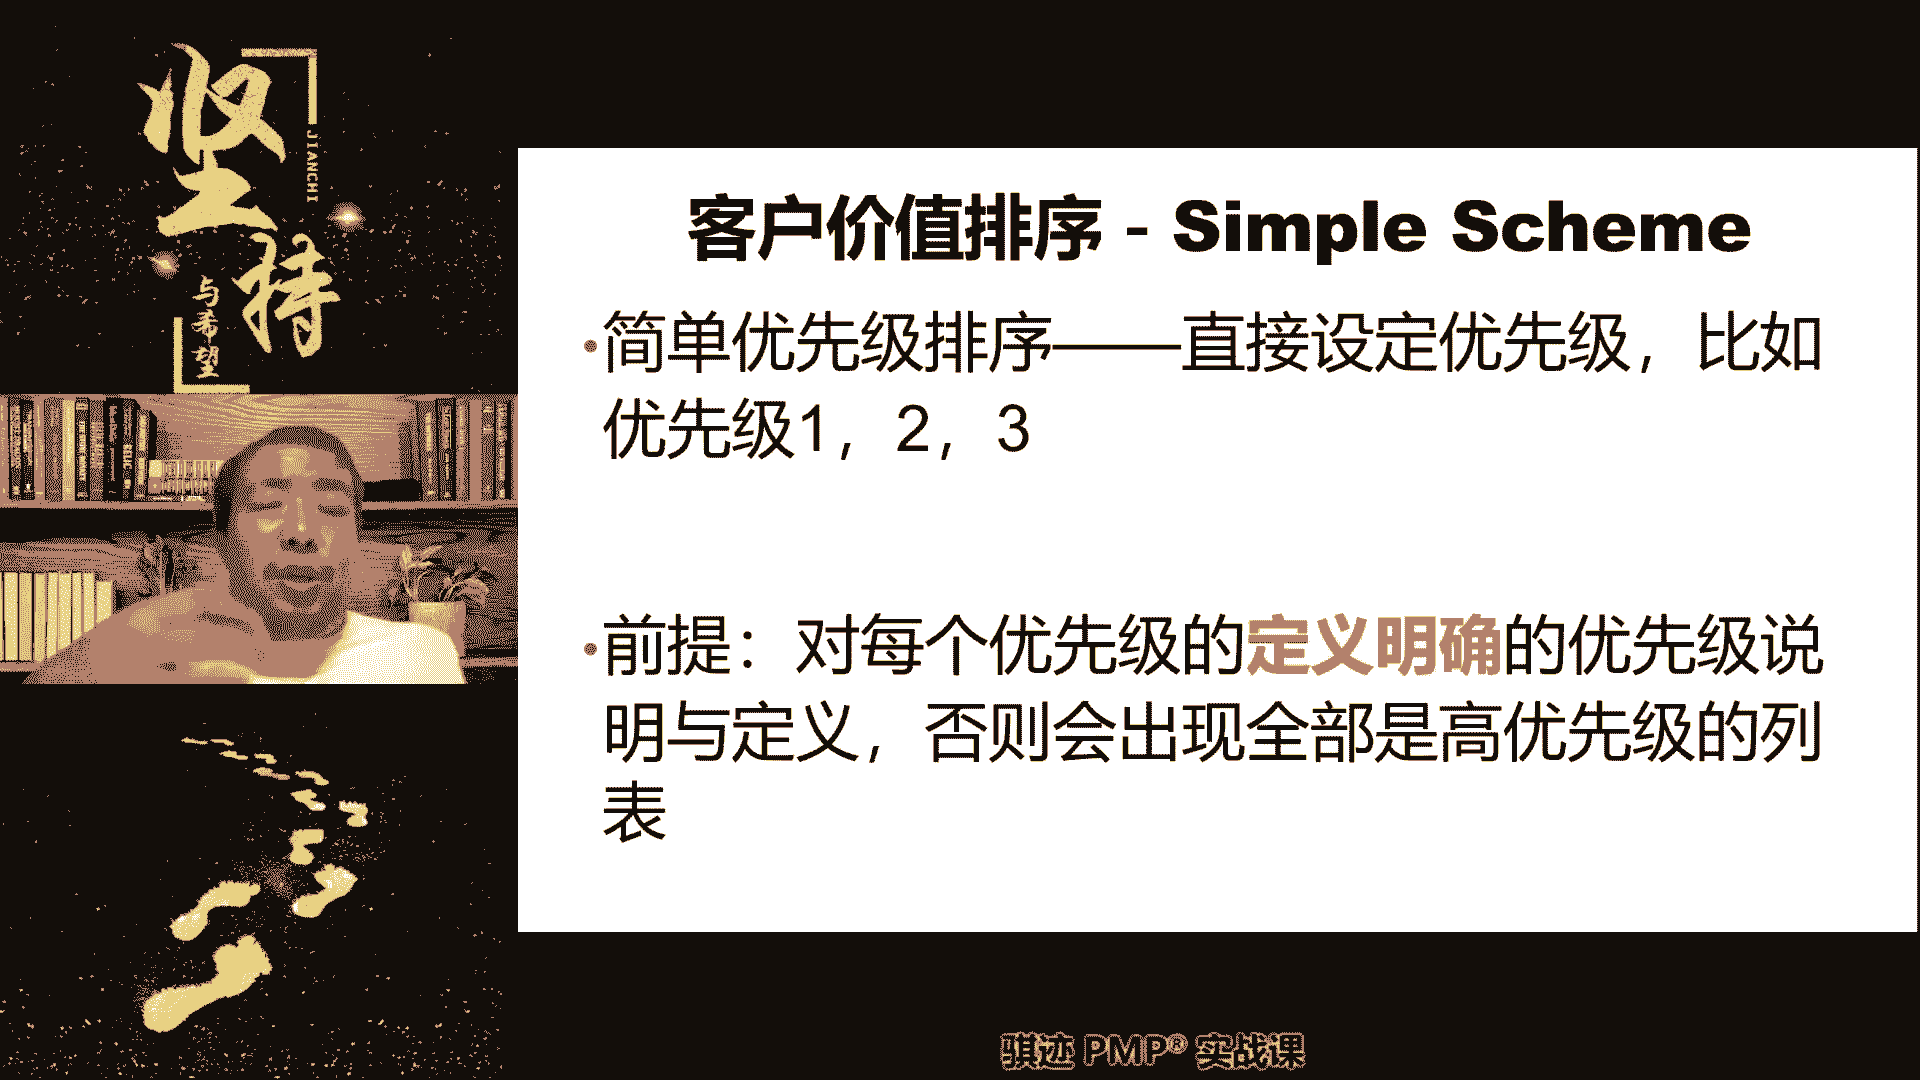 坚持
JIANCHI
与希望
客户价值排序 - Simple Scheme
•简单优先级排序——直接设定优先级，比如
优先级1，2，3
•前提：对每个优先级的定义明确的优先级说
明与定义，否则会出现全部是高优先级的列
表
骐迹 PMP® 实战课